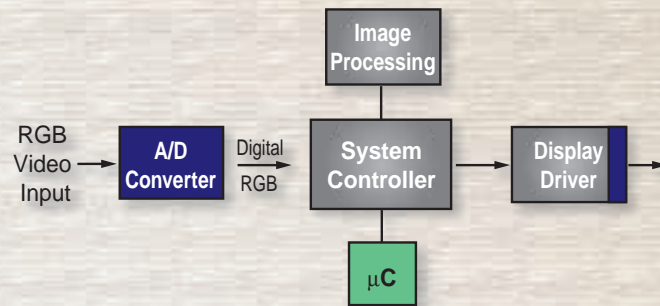 Image
Processing
RGB
Video
Input
A/D
Converter
Digital
RGB
System
Controller
Display
Driver
μC